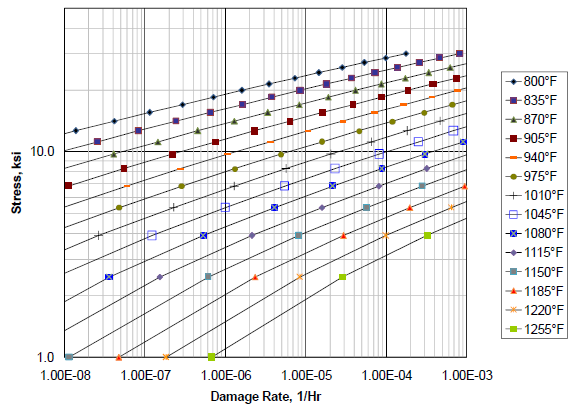 Stress, ksi
10.0
1.0
1.00E-08 1.00E-07 1.00E-06 1.00E-05 1.00E-04 1.00E-03
Damage Rate, 1/Hr
800°F
835°F
870°F
905°F
940°F
975°F
1010°F
1045°F
1080°F
1115°F
1150°F
1185°F
1220°F
1255°F